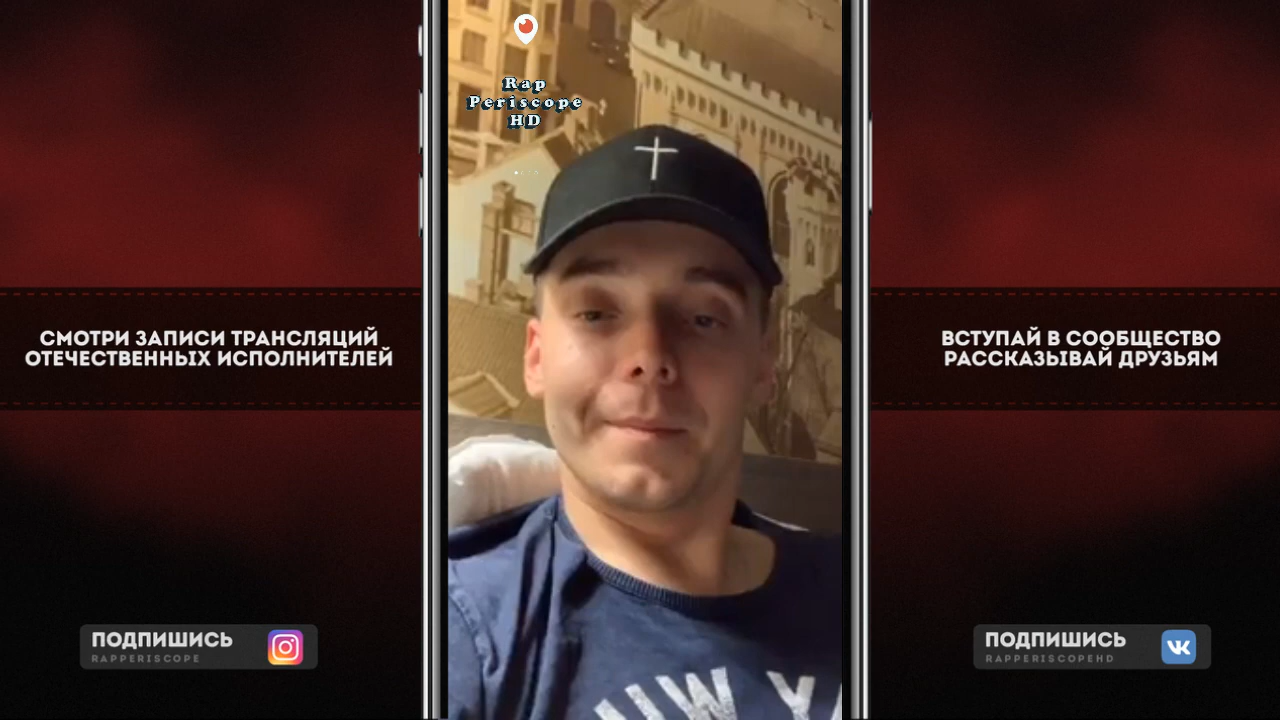 Rap
Periscope
HD
СМОТРИ ЗАПИСИ ТРАНСЛЯЦИЙ
ОТЕЧЕСТВЕННЫХ ИСПОЛНИТЕЛЕЙ
ВСТУПАЙ В СООБЩЕСТВО
РАССКАЗЫВАЙ ДРУЗЬЯМ
ПОДПИШИСЬ
RAPPERISCOPE
ПОДПИШИСЬ
RAPPERISCOPEHD